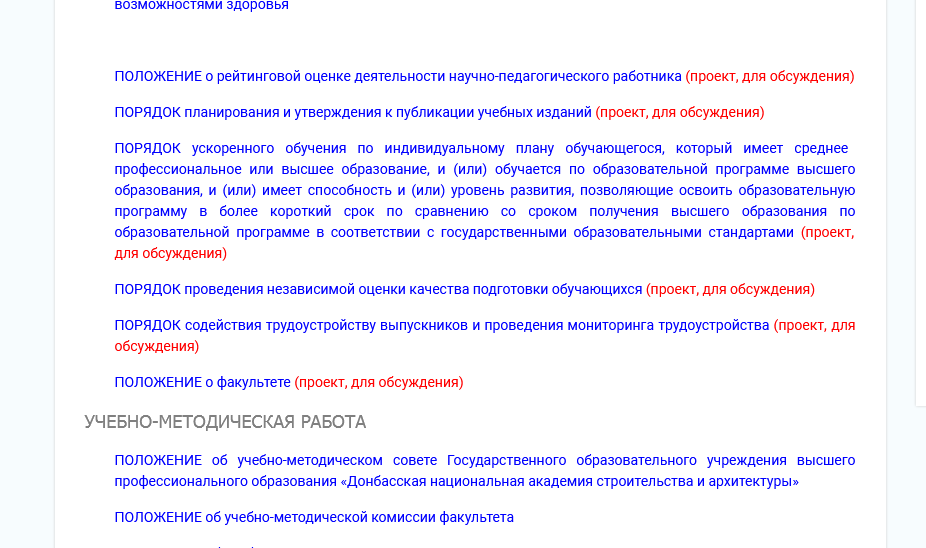 возможностями здоровья
ПОЛОЖЕНИЕ о рейтинговой оценке деятельности научно-педагогического работника (проект, для обсуждения)
ПОРЯДОК планирования и утверждения к публикации учебных изданий (проект, для обсуждения)
ПОРЯДОК ускоренного обучения по индивидуальному плану обучающегося, который имеет среднее
профессиональное или высшее образование, и (или) обучается по образовательной программе высшего
образования, и (или) имеет способность и (или) уровень развития, позволяющие освоить образовательную
программу в более короткий срок по сравнению со сроком получения высшего образования по
образовательной программе в соответствии с государственными образовательными стандартами (проект,
для обсуждения)
ПОРЯДОК проведения независимой оценки качества подготовки обучающихся (проект, для обсуждения)
ПОРЯДОК содействия трудоустройству выпускников и проведения мониторинга трудоустройства (проект, для
обсуждения)
ПОЛОЖЕНИЕ о факультете (проект, для обсуждения)
УЧЕБНО-МЕТОДИЧЕСКАЯ РАБОТА
ПОЛОЖЕНИЕ об учебно-методическом совете Государственного образовательного учреждения высшего
профессионального образования «Донбасская национальная академия строительства и архитектуры»
ПОЛОЖЕНИЕ об учебно-методической комиссии факультета